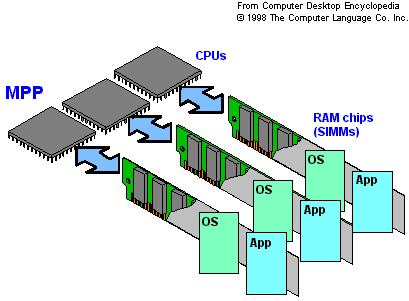 From Computer Desktop Encyclopedia
© 1998 The Computer Language Co. Inc.
CPUs
MPP
RAM chips
(SIMMs)
OS
App
OS
App
OS
App